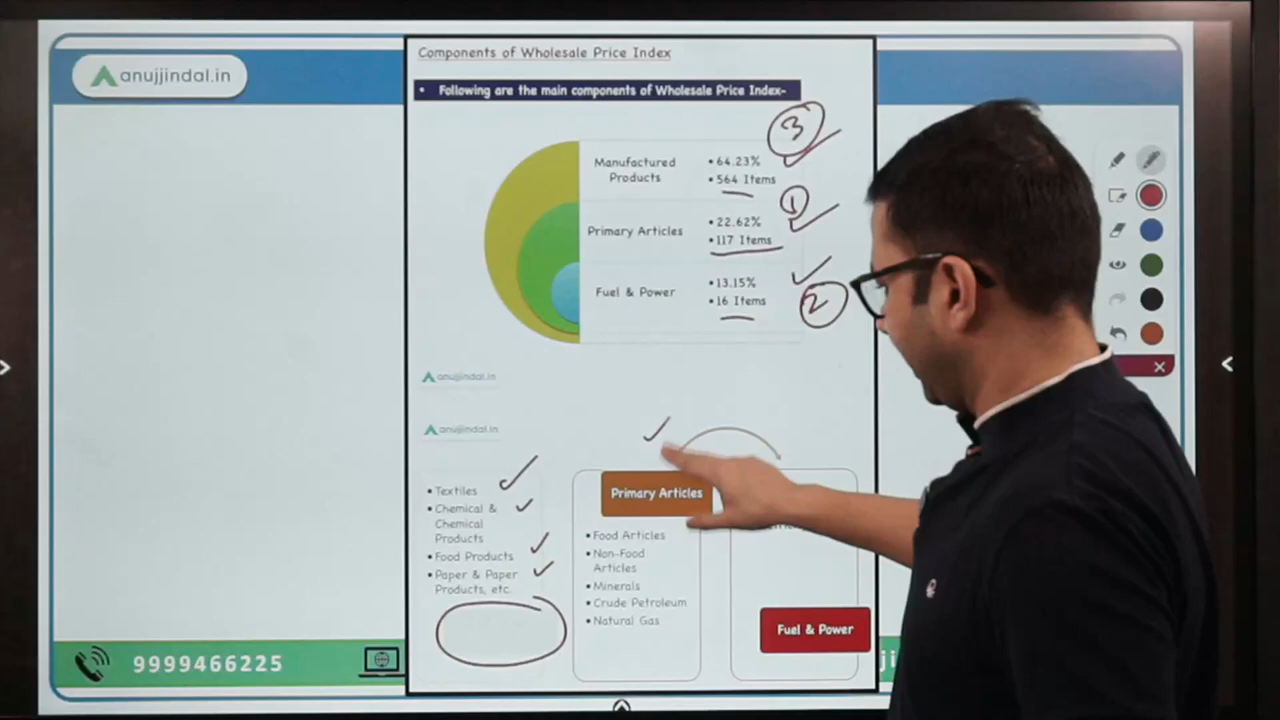 anujjindal.in
Components of Wholesale Price Index
• Following are the main components of Wholesale Price Index-
3
Manufactured
Products
• 64.23%
• 564 Items
1
Primary Articles
• 22.62%
• 117 Items
Fuel & Power
• 13.15%
• 16 Items
2
anujjindal.in
anujjindal.in
• Textiles
• Chemical &
Chemical
Products
• Food Products
• Paper & Paper
Products, etc.
Primary Articles
• Food Articles
• Non-Food
Articles
• Minerals
• Crude Petroleum
• Natural Gas
Fuel & Power
9999466225